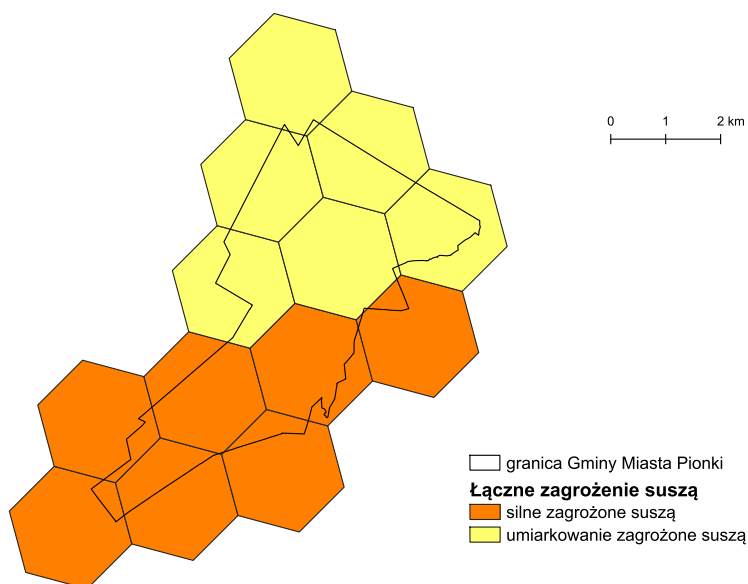 0 1 2 km
granica Gminy Miasta Pionki
Łączne zagrożenie suszą
silne zagrożone suszą
umiarkowanie zagrożone suszą